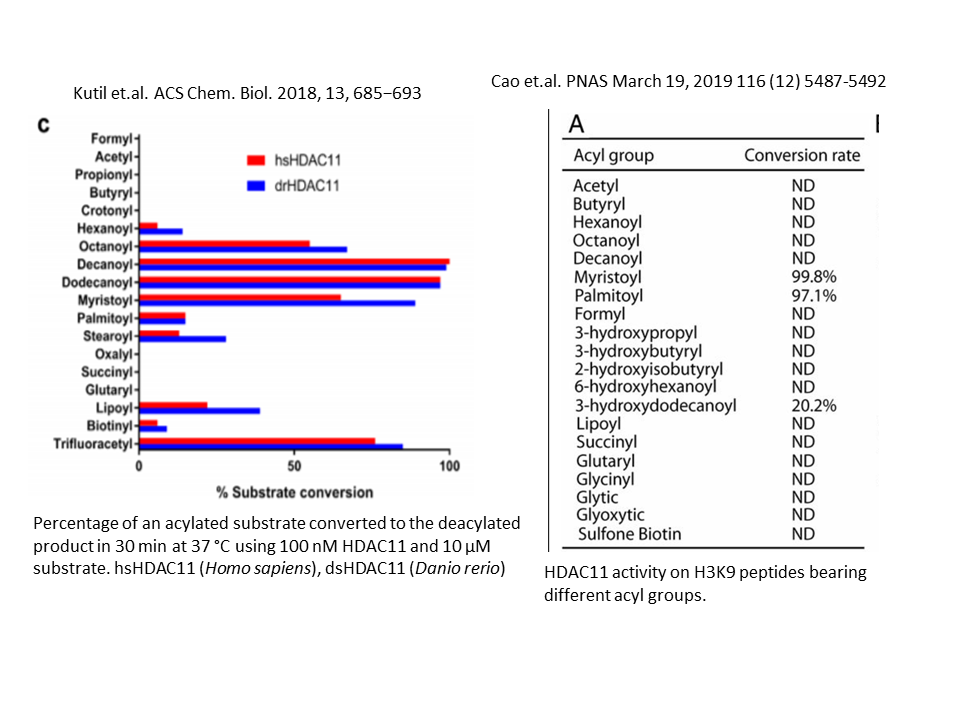 Kutil et.al. ACS Chem. Biol. 2018, 13, 685−693
c
Formyl
Acetyl
Propionyl
Butyryl
Crotonyl
Hexanoyl
Octanoyl
Decanoyl
Dodecanoyl
Myristoyl
Palmitoyl
Stearoyl
Oxalyl
Succinyl
Glutaryl
Lipoyl
Biotinyl
Trifluoracetyl
hsHDAC11
drHDAC11
0 50 100
% Substrate conversion
Percentage of an acylated substrate converted to the deacylated
product in 30 min at 37 °C using 100 nM HDAC11 and 10 μM
substrate. hsHDAC11 (Homo sapiens), dsHDAC11 (Danio rerio)
Cao et.al. PNAS March 19, 2019 116 (12) 5487-5492
A
Acyl group Conversion rate
Acetyl ND
Butyryl ND
Hexanoyl ND
Octanoyl ND
Decanoyl ND
Myristoyl 99.8%
Palmitoyl 97.1%
Formyl ND
3-hydroxypropyl ND
3-hydroxybutyryl ND
2-hydroxyisobutyryl ND
6-hydroxyhexanoyl ND
3-hydroxydodecanoyl 20.2%
Lipoyl ND
Succinyl ND
Glutaryl ND
Glycinyl ND
Glytic ND
Glyoxytic ND
Sulfone Biotin ND
HDAC11 activity on H3K9 peptides bearing
different acyl groups.